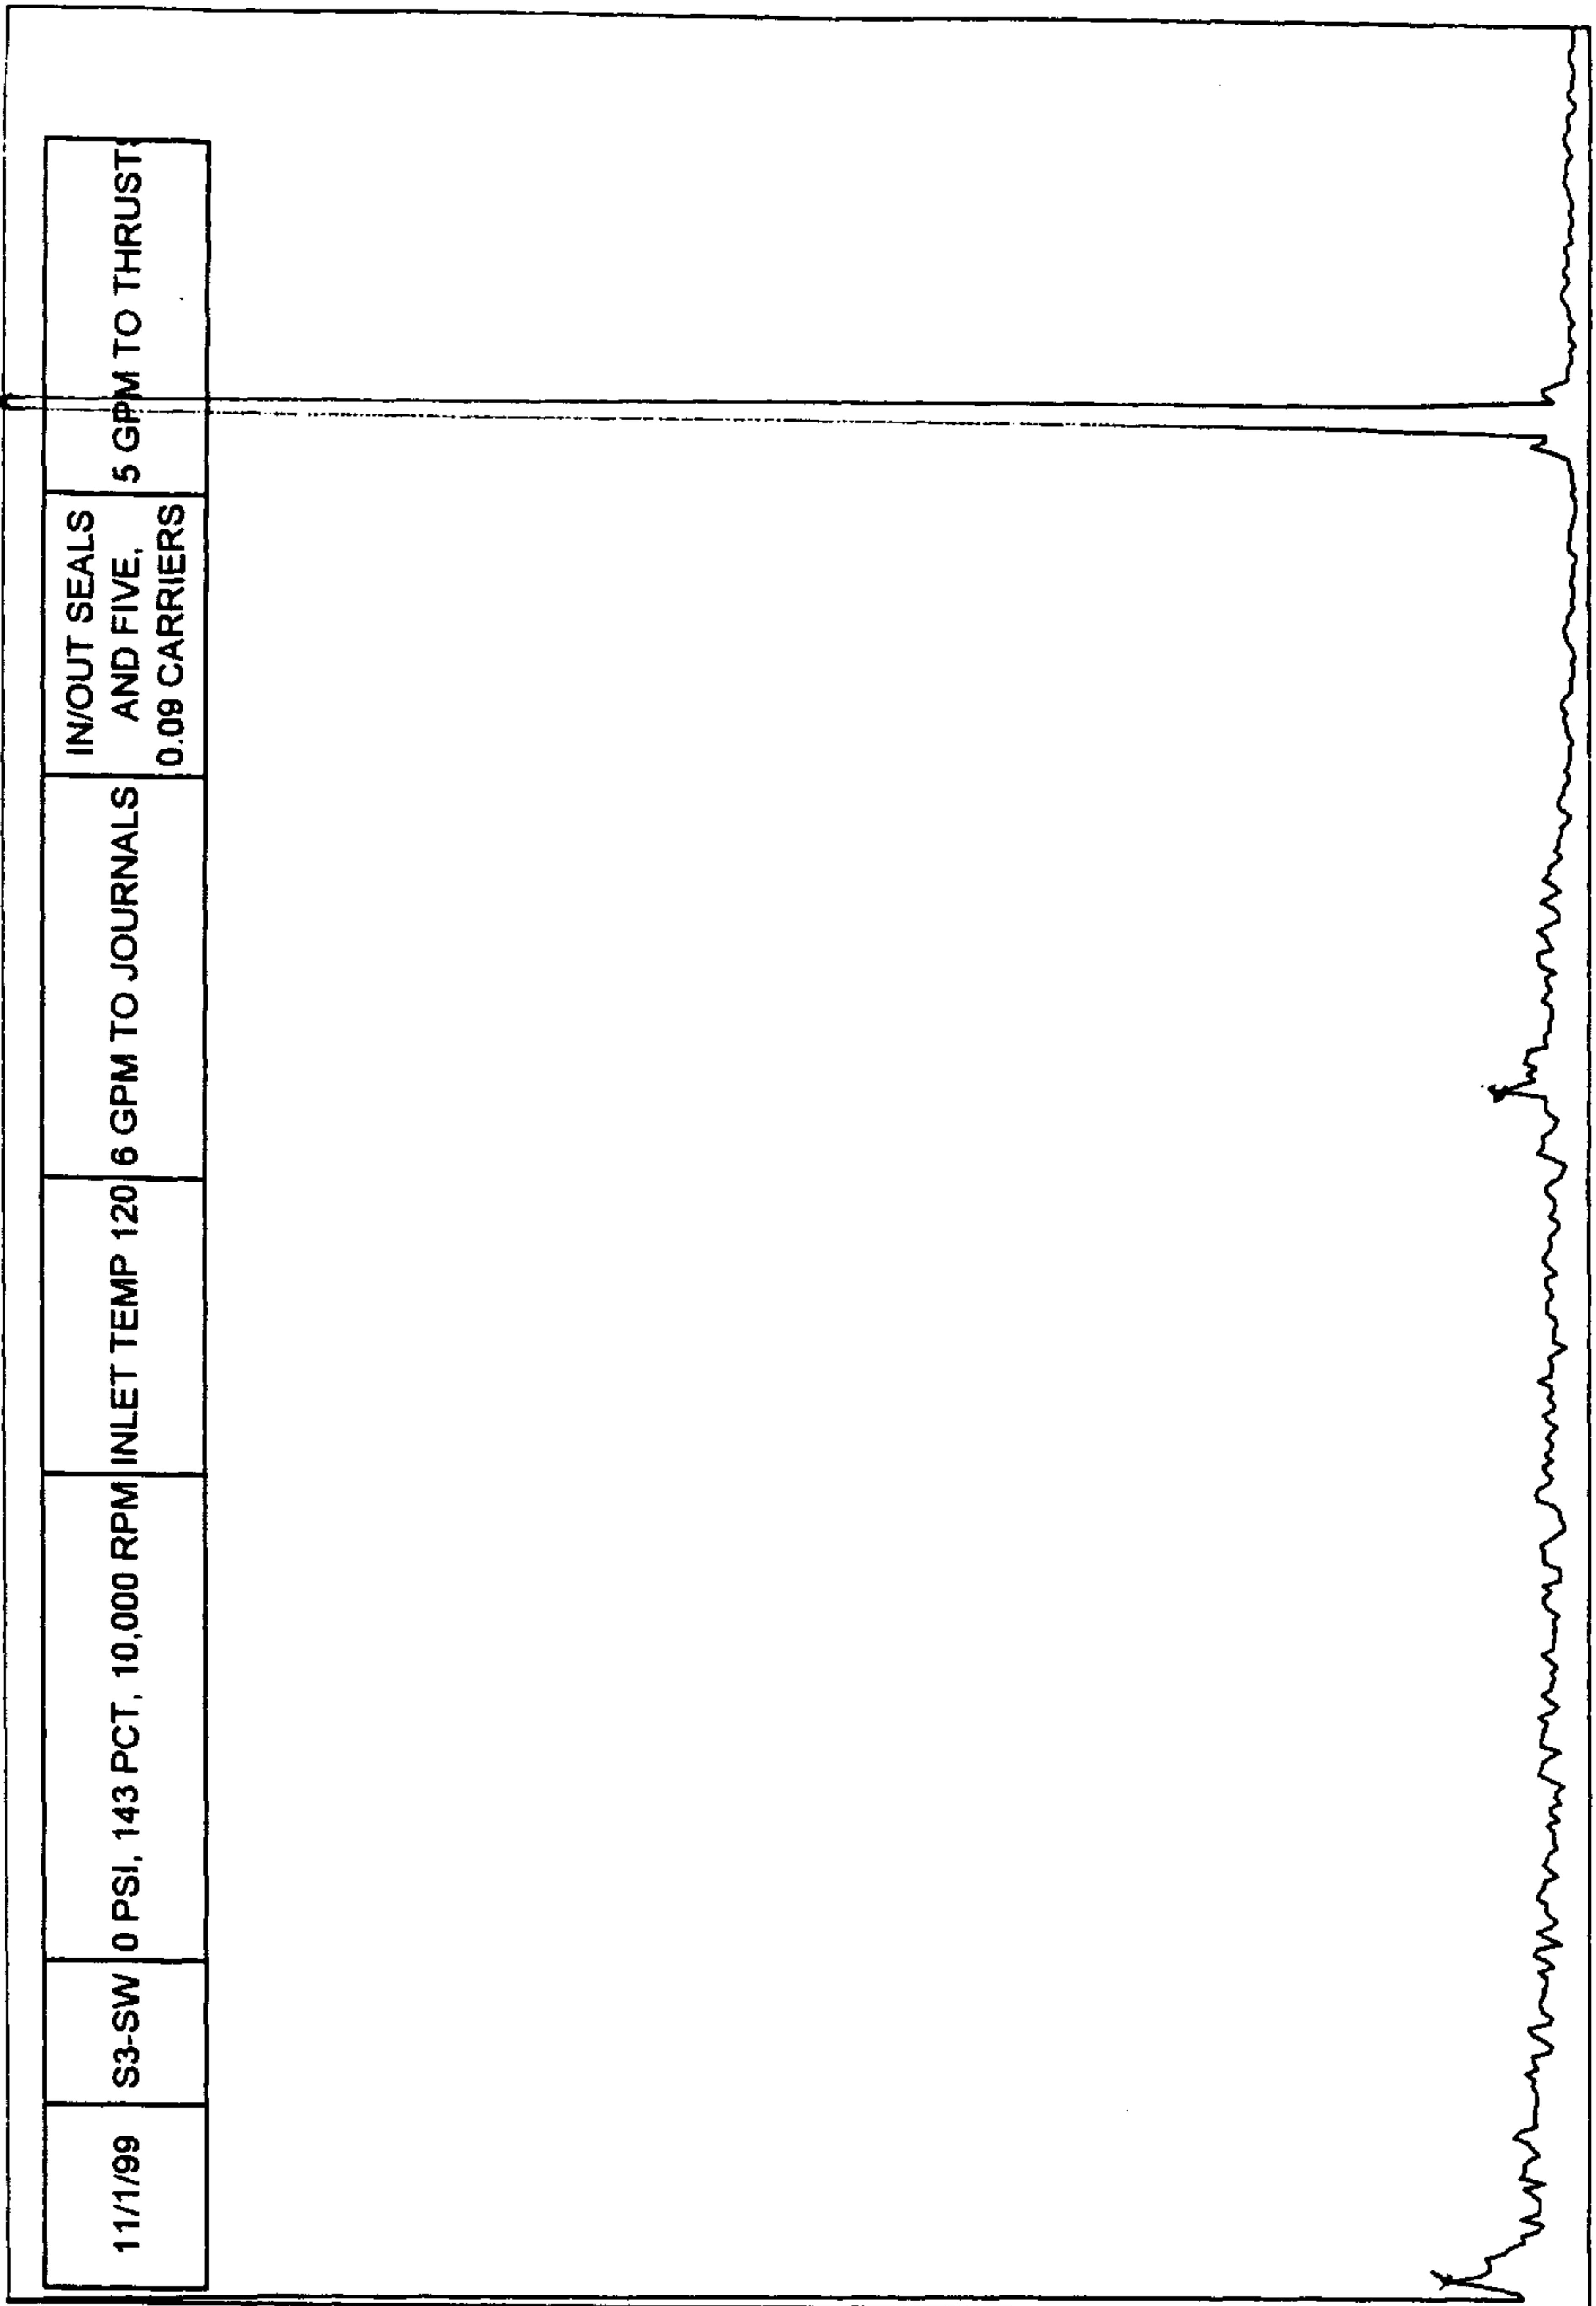 11/1/99
S3-SW
0 PSI, 143 PCT, 10,000 RPM
INLET TEMP 120
6 GPM TO JOURNALS
IN/OUT SEALS
AND FIVE,
0.09 CARRIERS
5 GPM TO THRUSTS